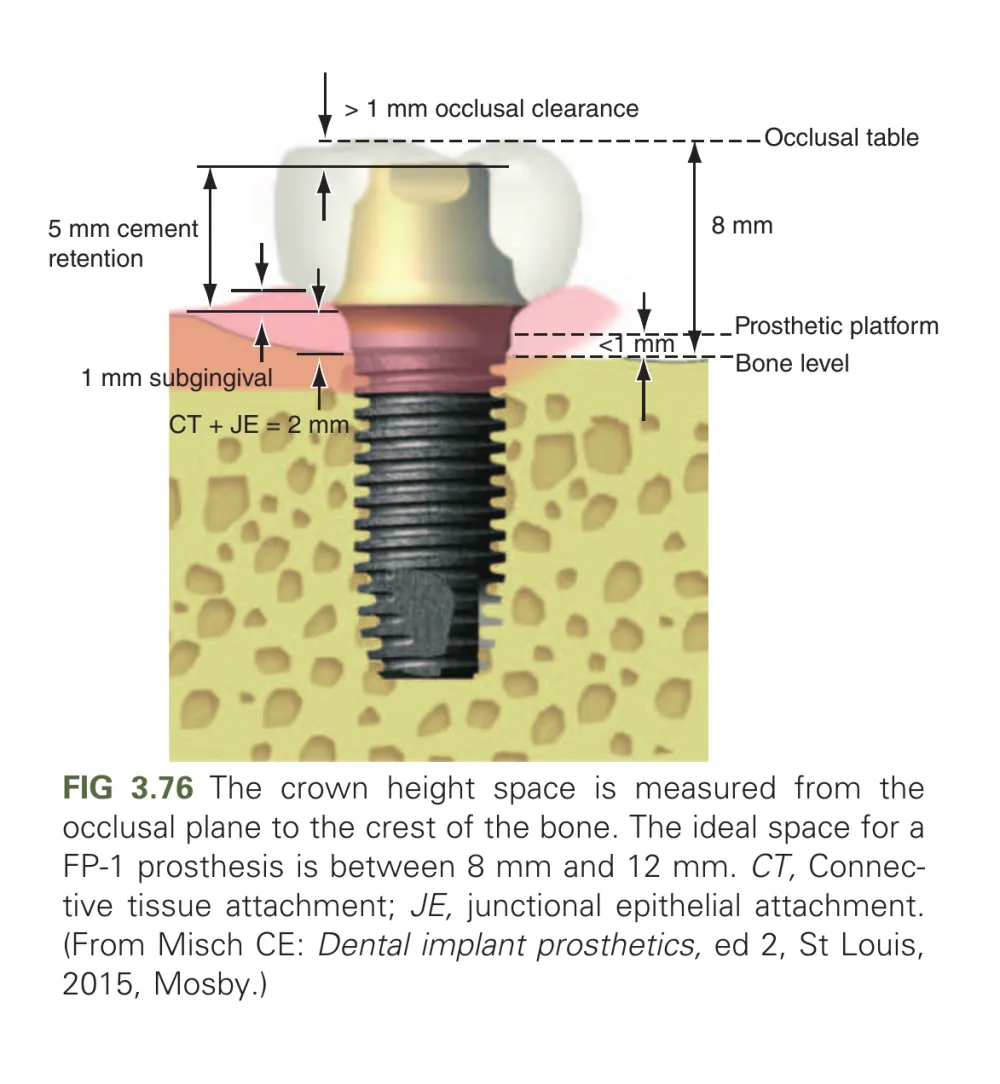 > 1 mm occlusal clearance
Occlusal table
5 mm cement
retention
8 mm
Prosthetic platform
<1 mm
Bone level
1 mm subgingival
CT + JE = 2 mm
FIG 3.76 The crown height space is measured from the
occlusal plane to the crest of the bone. The ideal space for a
FP-1 prosthesis is between 8 mm and 12 mm. CT, Connec-
tive tissue attachment; JE, junctional epithelial attachment.
(From Misch CE: Dental implant prosthetics, ed 2, St Louis,
2015, Mosby.)